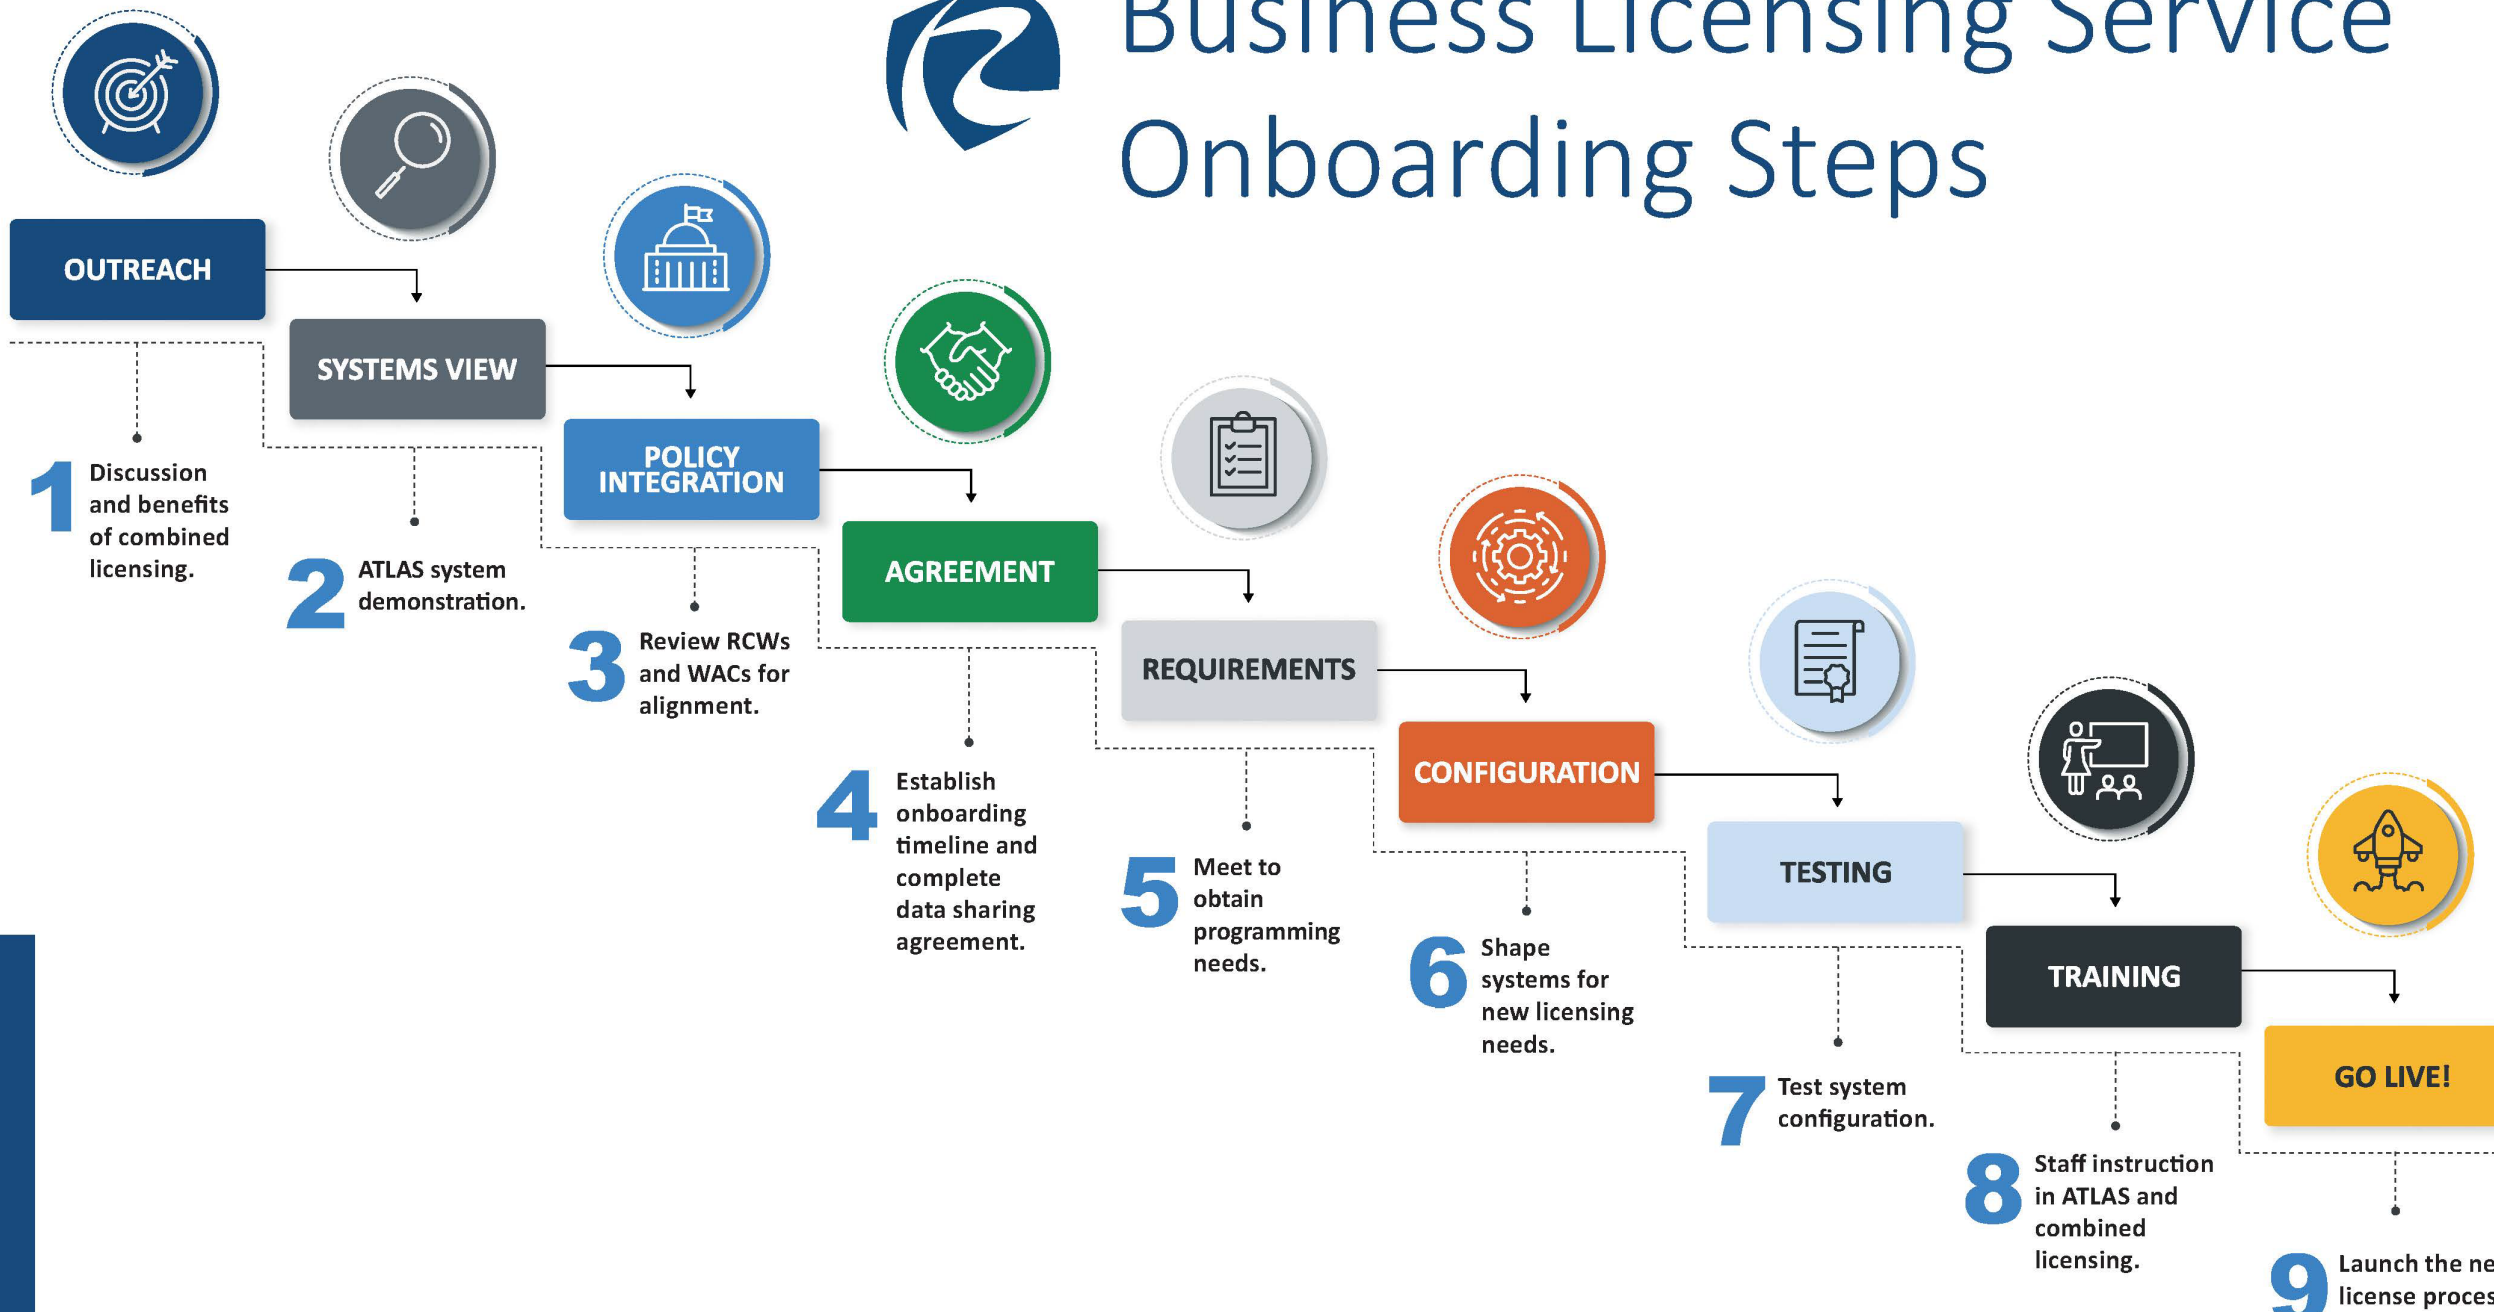 Business Licensing Service
Onboarding Steps
OUTREACH
1
Discussion
and benefits
of combined
licensing.
SYSTEMS VIEW
2
ATLAS system
demonstration.
POLICY
INTEGRATION
3
Review RCWs
and WACs for
alignment.
AGREEMENT
4
Establish
onboarding
timeline and
complete
data sharing
agreement.
REQUIREMENTS
5
Meet to
obtain
programming
needs.
CONFIGURATION
6
Shape
systems for
new licensing
needs.
TESTING
7
Test system
configuration.
TRAINING
8
Staff instruction
in ATLAS and
combined
licensing.
GO LIVE!
9
Launch the
license